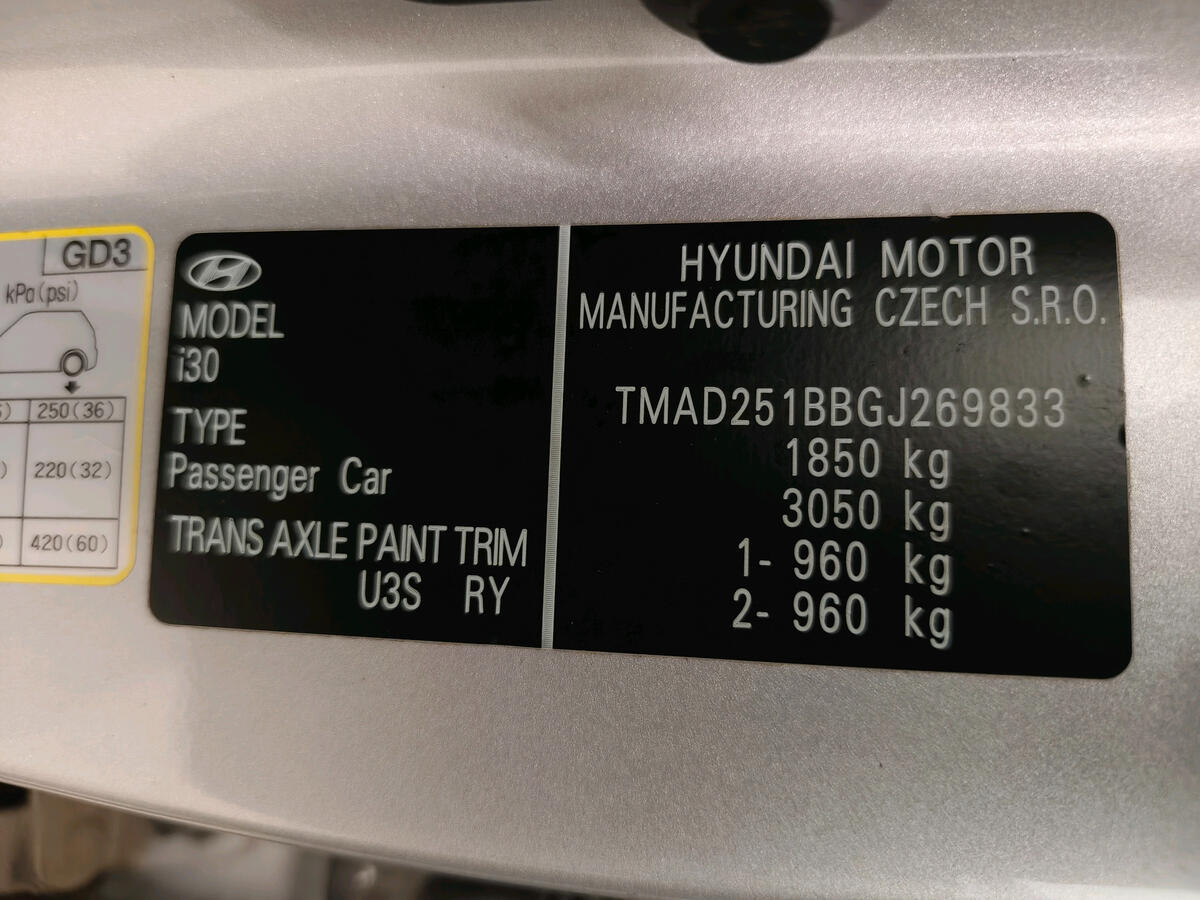 GD3
kPa(psi)
250(36)
220(32)
420(60)
MODEL
i30
TYPE
Passenger Car
TRANS AXLE PAINT TRIM
U3S RY
HYUNDAI MOTOR
MANUFACTURING CZECH S.R.O.
TMAD251BBGJ269833
1850 kg
3050 kg
1- 960 kg
2- 960 kg